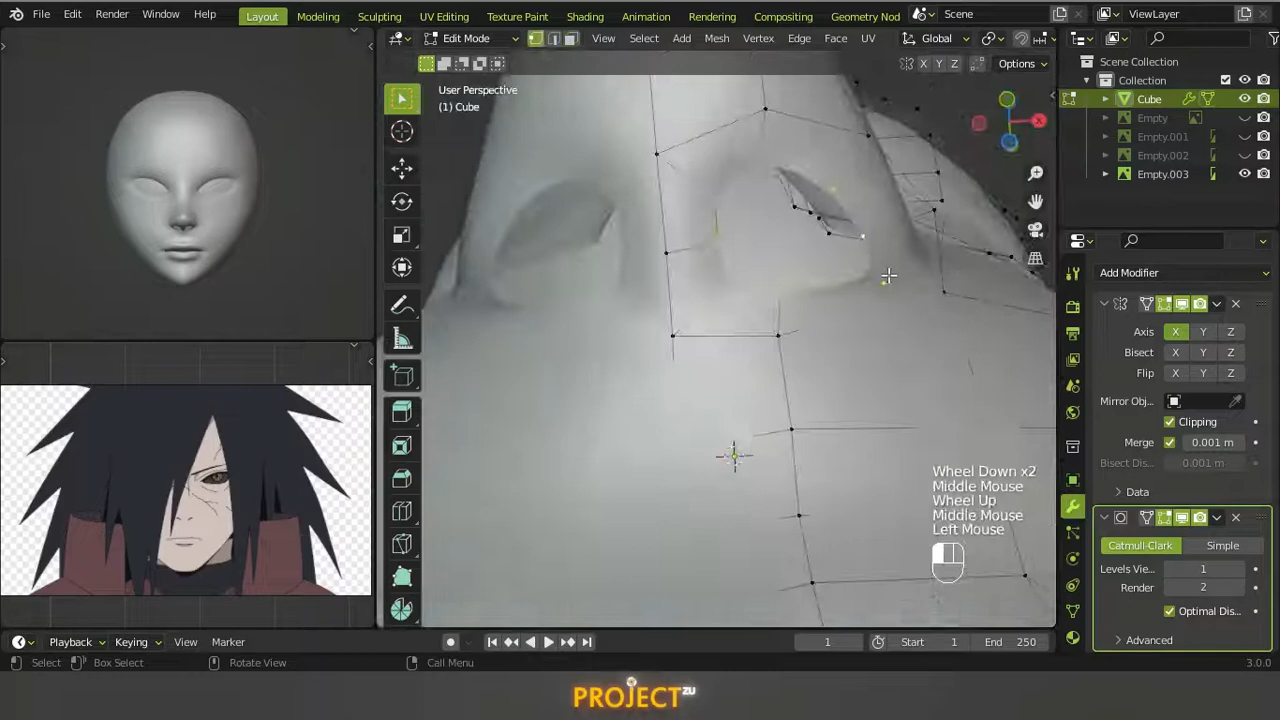 File Edit Render Window Help Layout Modeling Sculpting UV Editing Texture Paint Shading Animation Rendering Compositing Geometry Nod Scene ViewLayer
Edit Mode View Select Add Mesh Vertex Edge Face UV Global
X Y Z Options
User Perspective
(1) Cube
Scene Collection
Collection
Cube
Empty
Empty.001
Empty.002
Empty.003
Add Modifier
Axis X Y Z
Bisect X Y Z
Flip X Y Z
Mirror Obj...
Clipping
Merge 0.001 m
Bisect Dis... 0.001 m
Data
Catmull-Clark Simple
Levels Vie... 1
Render 2
Optimal Dis...
Advanced
Wheel Down x2
Middle Mouse
Wheel Up
Middle Mouse
Left Mouse
Playback Keying View Marker 1 Start 1 End 250
Select Box Select Rotate View Call Menu 3.0.0
PROJECT ZU